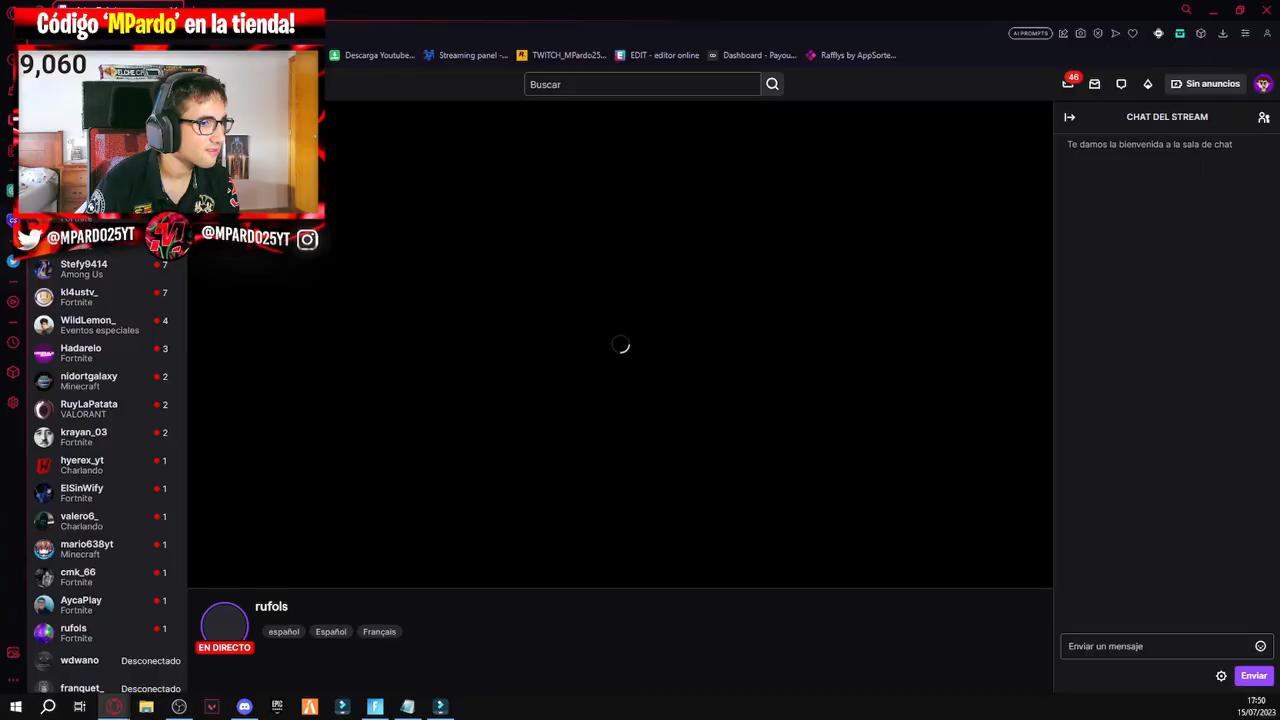 Código 'MPardo' en la tienda!
9,060
@MPARDO25YT
@MPARDO25YT
AI PROMPTS
Descarga Youtube...
Streaming panel -...
TWITCH_MPardo25...
EDIT - editor online
Dashboard - Payou...
Rafflys by AppSorte...
Buscar
46
Sin anuncios
CHAT DEL STREAM
Te damos la bienvenida a la sala de chat
Fortnite
Stefy9414
7
Among Us
kl4ustv_
7
Fortnite
WildLemon_
4
Eventos especiales
Hadarelo
3
Fortnite
nidortgalaxy
2
Minecraft
RuyLaPatata
2
VALORANT
krayan_03
2
Fortnite
hyerex_yt
1
Charlando
ElSinWify
1
Fortnite
valero6_
1
Charlando
mario638yt
1
Minecraft
cmk_66
1
Fortnite
AycaPlay
1
Fortnite
rufols
1
Fortnite
wdwano
Desconectado
franquet_
Desconectado
rufols
español
Español
Français
EN DIRECTO
Enviar un mensaje
Enviar
17:50
15/07/2023